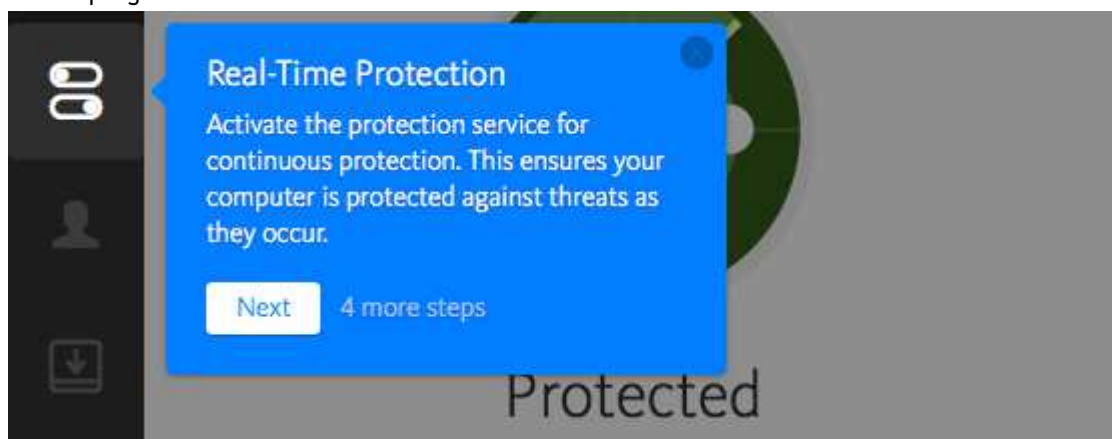 Real-Time Protection
Activate the protection service for
continuous protection. This ensures your
computer is protected against threats as
they occur.
Next 4 more steps
Protected